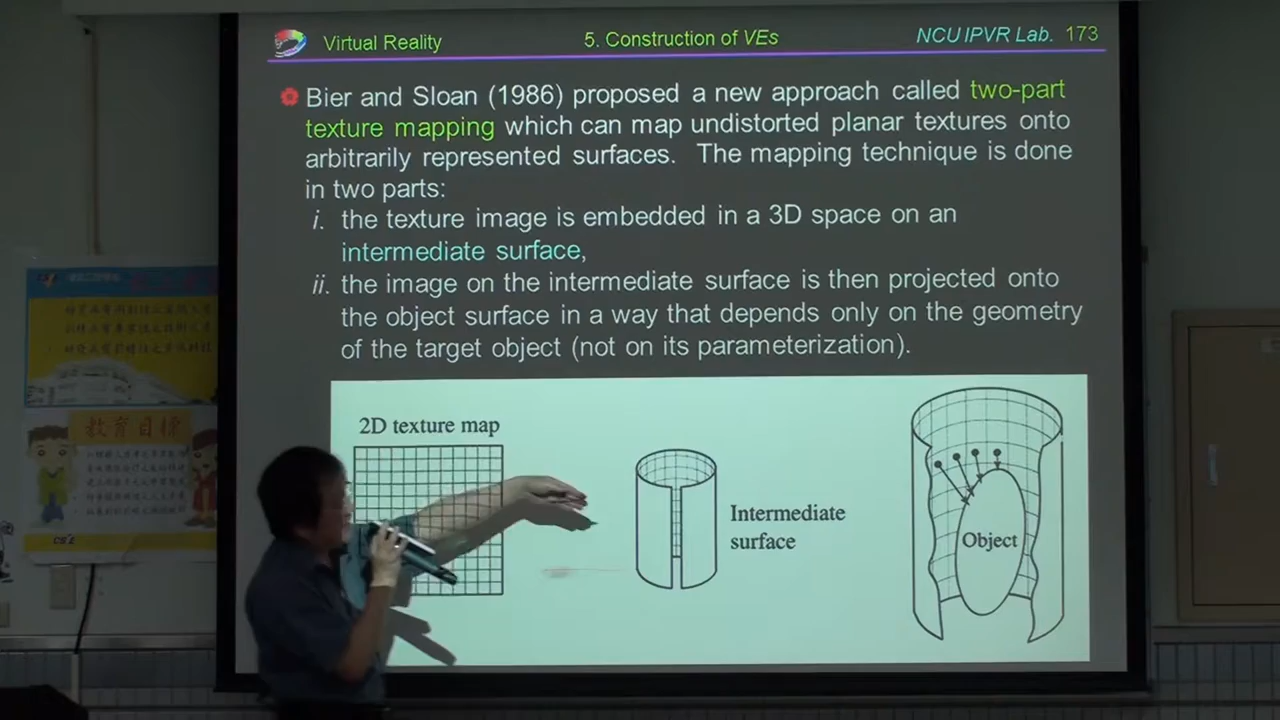 Virtual Reality
5. Construction of VEs
NCU IPVR Lab. 173
Bier and Sloan (1986) proposed a new approach called two-part
texture mapping which can map undistorted planar textures onto
arbitrarily represented surfaces. The mapping technique is done
in two parts:
i. the texture image is embedded in a 3D space on an
intermediate surface,
ii. the image on the intermediate surface is then projected onto
the object surface in a way that depends only on the geometry
of the target object (not on its parameterization).
2D texture map
Intermediate
surface
Object
教育目標